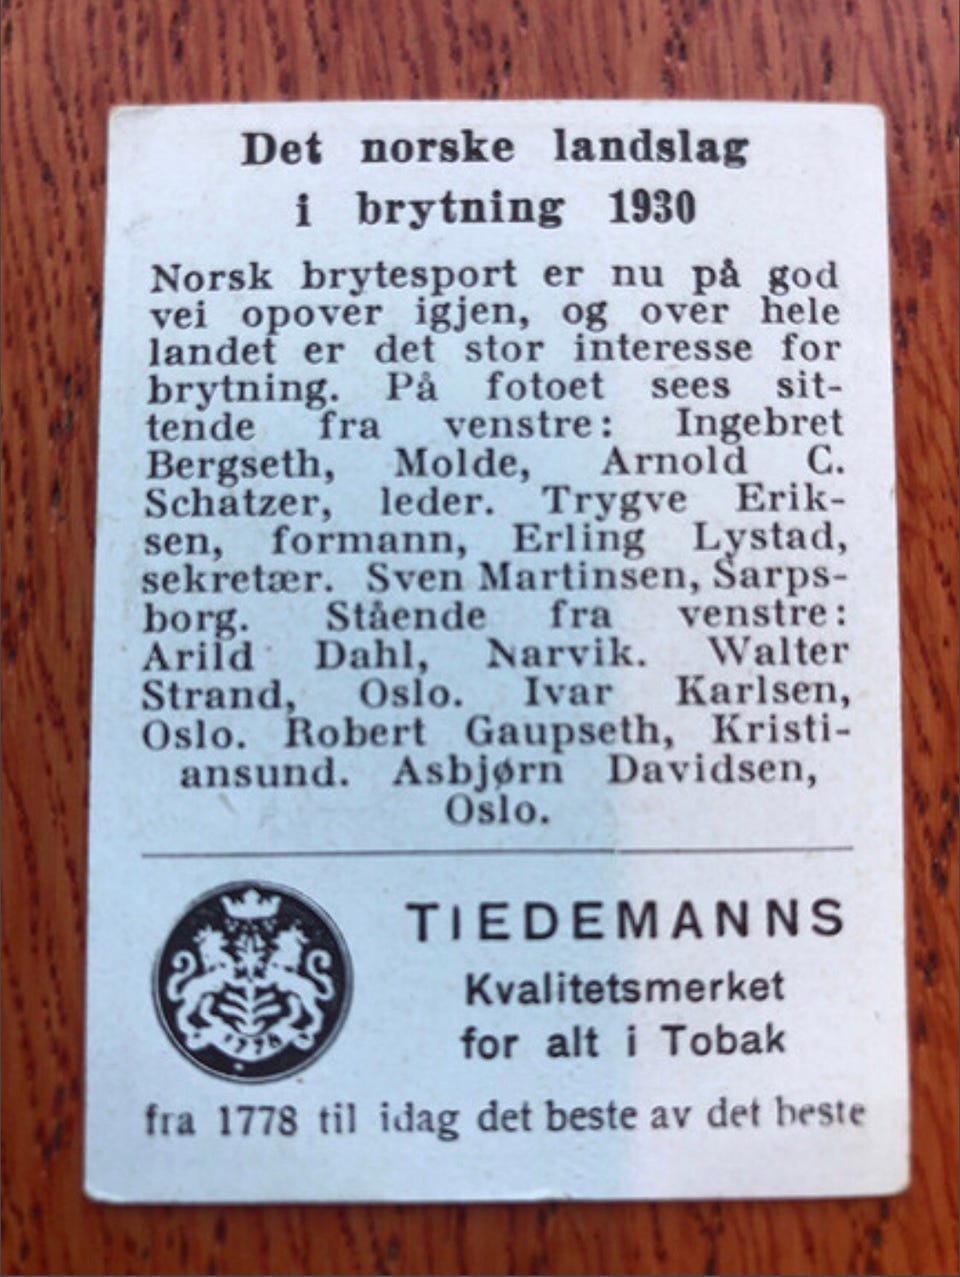 Det norske landslag
i brytning 1930
Norsk brytesport er nu på god
vei opover igjen, og over hele
landet er det stor interesse for
brytning. På fotoet sees sit-
tende fra venstre: Ingebret
Bergseth, Molde, Arnold C.
Schatzer, leder. Trygve Erik-
sen, formann, Erling Lystad,
sekretær. Sven Martinsen, Sarps-
borg. Stående fra venstre:
Arild Dahl, Narvik. Walter
Strand, Oslo. Ivar Karlsen,
Oslo. Robert Gaupseth, Kristi-
ansund. Asbjørn Davidsen,
Oslo.
1778
TIEDEMANNS
Kvalitetsmerket
for alt i Tobak
fra 1778 til idag det beste av det beste